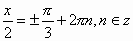 x/2 = ± π/3 + 2πn, n ∈ z